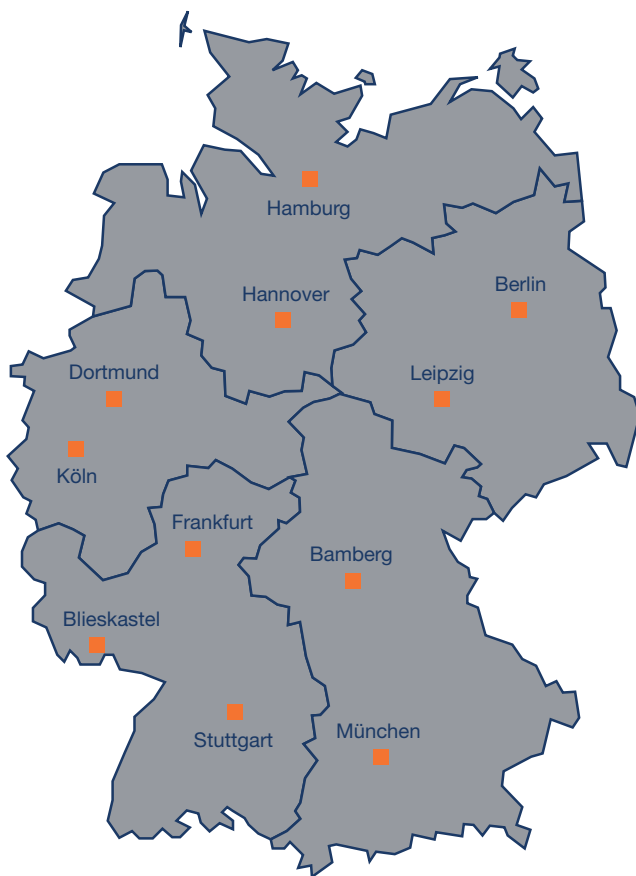 Hamburg
Hannover
Berlin
Dortmund
Leipzig
Köln
Frankfurt
Bamberg
Blieskastel
Stuttgart
München